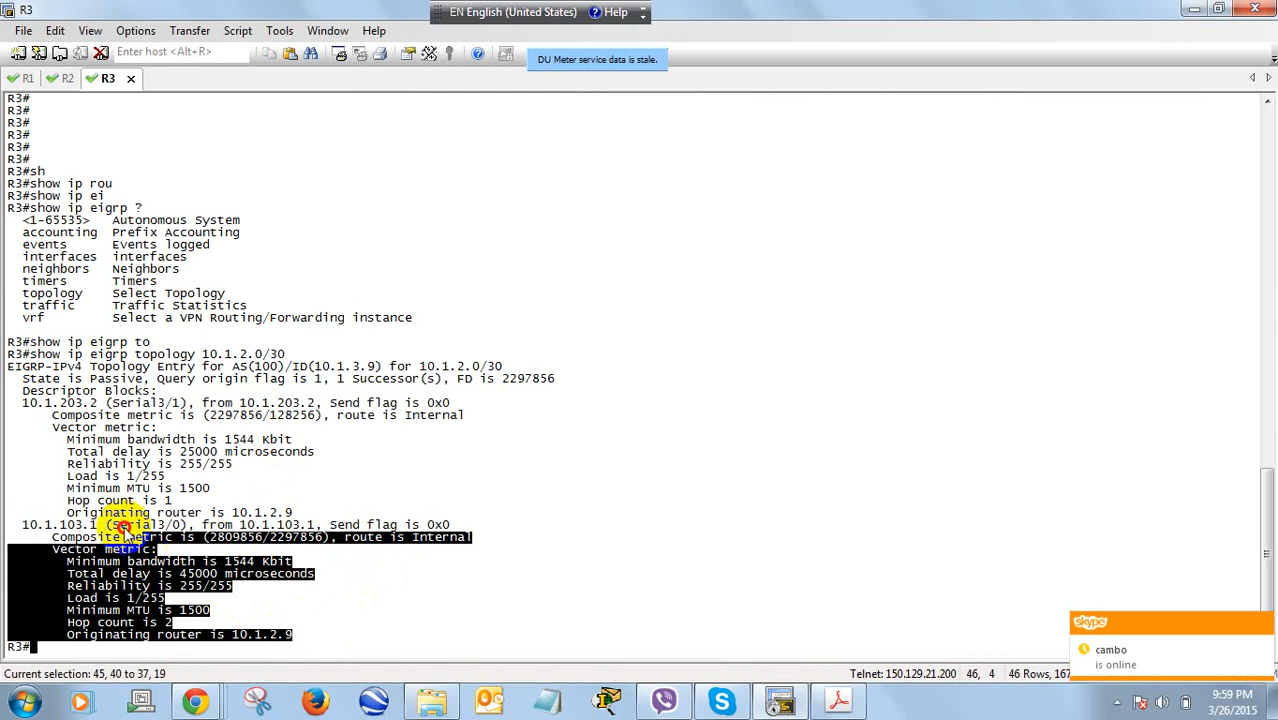 R3
EN English (United States) Help
File Edit View Options Transfer Script Tools Window Help
Enter host <Alt+R>
DU Meter service data is stale.
R1 R2 R3
R3#
R3#
R3#
R3#
R3#
R3#
R3#sh
R3#show ip rou
R3#show ip ei
R3#show ip eigrp ?
<1-65535> Autonomous System
accounting Prefix Accounting
events Events logged
interfaces interfaces
neighbors Neighbors
timers Timers
topology Select Topology
traffic Traffic Statistics
vrf Select a VPN Routing/Forwarding instance
R3#show ip eigrp to
R3#show ip eigrp topology 10.1.2.0/30
EIGRP-IPv4 Topology Entry for AS(100)/ID(10.1.3.9) for 10.1.2.0/30
State is Passive, Query origin flag is 1, 1 Successor(s), FD is 2297856
Descriptor Blocks:
10.1.203.2 (Serial3/1), from 10.1.203.2, Send flag is 0x0
Composite metric is (2297856/128256), route is Internal
Vector metric:
Minimum bandwidth is 1544 Kbit
Total delay is 25000 microseconds
Reliability is 255/255
Load is 1/255
Minimum MTU is 1500
Hop count is 1
Originating router is 10.1.2.9
10.1.103.1 (Serial3/0), from 10.1.103.1, Send flag is 0x0
Composite metric is (2809856/2297856), route is Internal
Vector metric:
Minimum bandwidth is 1544 Kbit
Total delay is 45000 microseconds
Reliability is 255/255
Load is 1/255
Minimum MTU is 1500
Hop count is 2
Originating router is 10.1.2.9
R3#
skype
cambo
is online
Current selection: 45, 40 to 37, 19 Telnet: 150.129.21.200 46, 4 46 Rows,
9:59 PM
3/26/2015